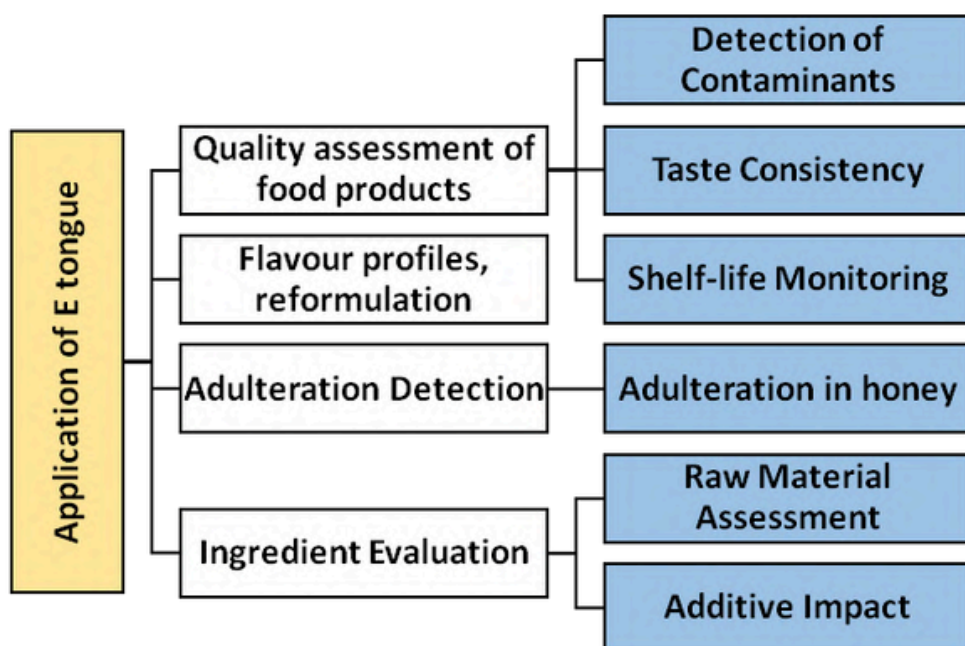 Application of E tongue
Quality assessment of
food products
Detection of
Contaminants
Taste Consistency
Shelf-life Monitoring
Flavour profiles,
reformulation
Adulteration Detection
Adulteration in honey
Ingredient Evaluation
Raw Material
Assessment
Additive Impact